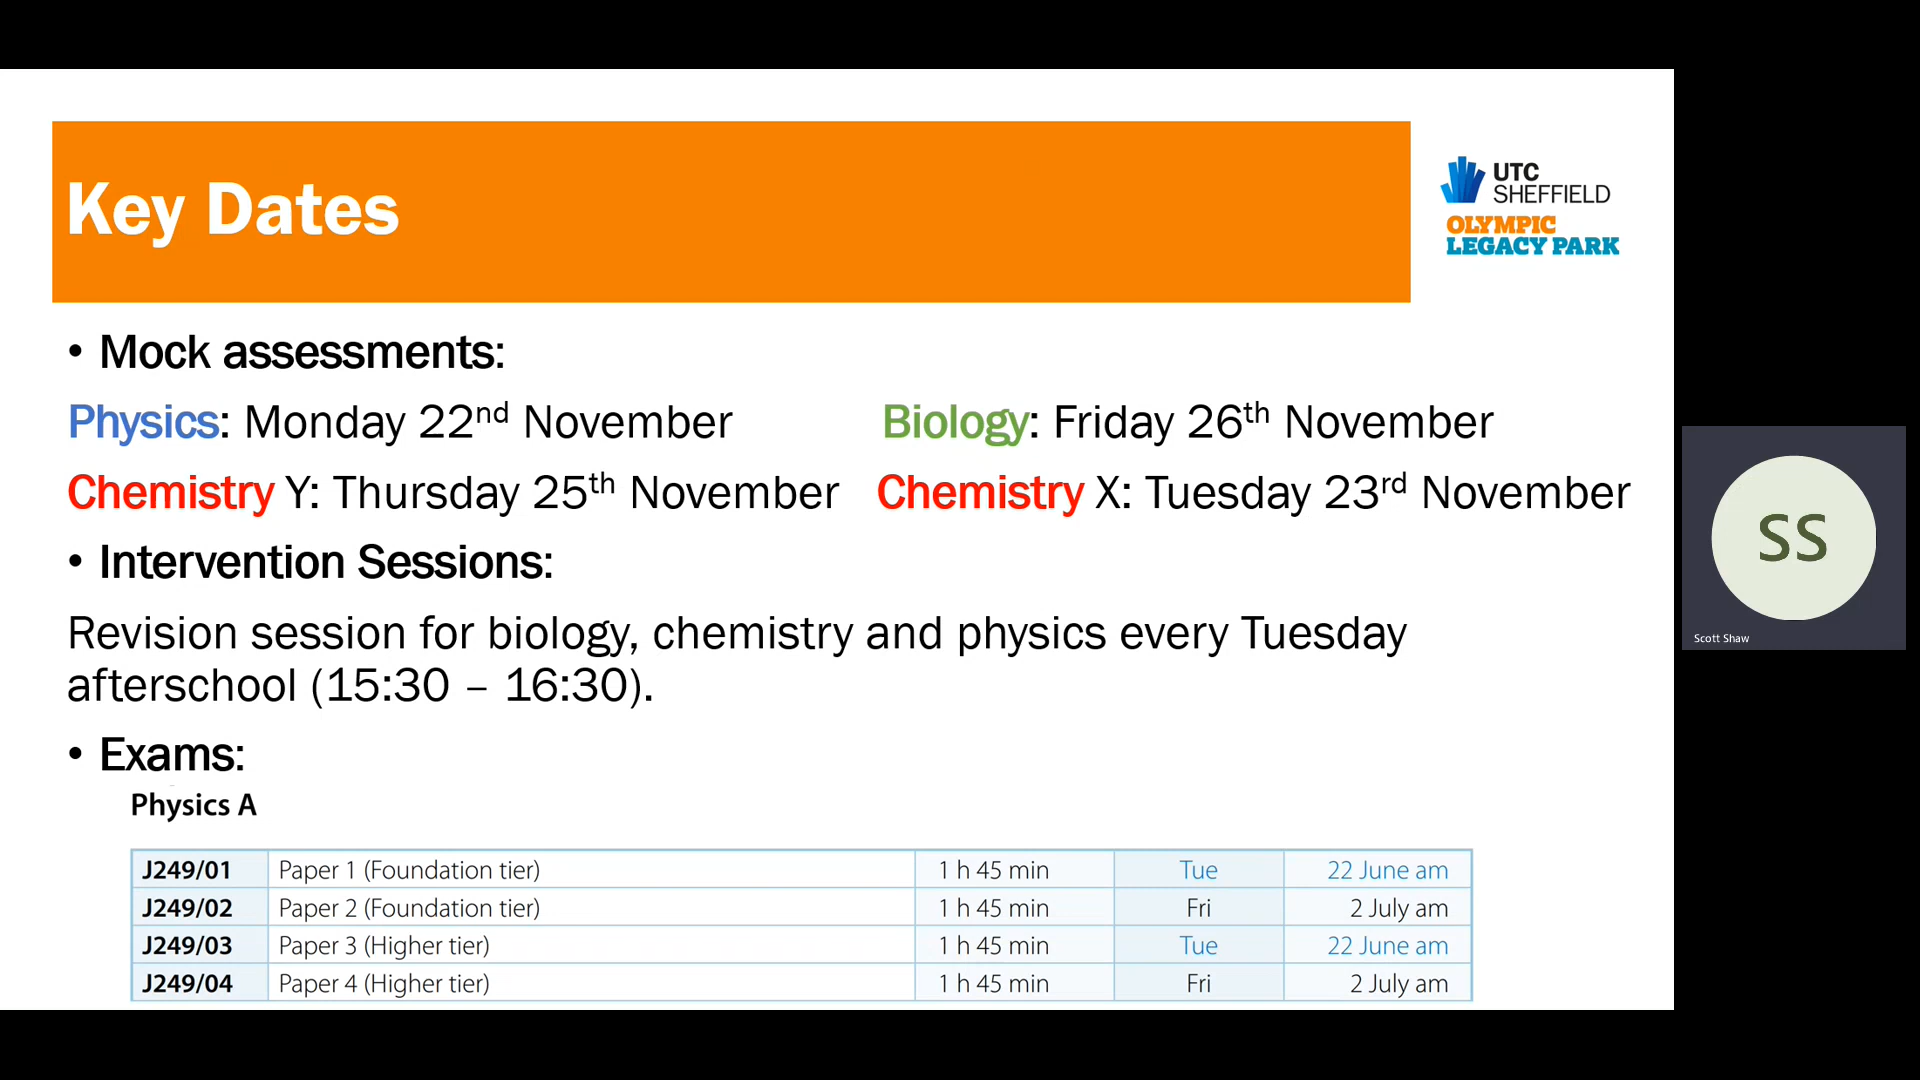 Key Dates
UTC
SHEFFIELD
OLYMPIC
LEGACY PARK
• Mock assessments:
Physics: Monday 22nd November Biology: Friday 26th November
Chemistry Y: Thursday 25th November Chemistry X: Tuesday 23rd November
• Intervention Sessions:
Revision session for biology, chemistry and physics every Tuesday
afterschool (15:30 – 16:30).
• Exams:
Physics A
J249/01 Paper 1 (Foundation tier) 1 h 45 min Tue 22 June am
J249/02 Paper 2 (Foundation tier) 1 h 45 min Fri 2 July am
J249/03 Paper 3 (Higher tier) 1 h 45 min Tue 22 June am
J249/04 Paper 4 (Higher tier) 1 h 45 min Fri 2 July am
SS
Scott Shaw